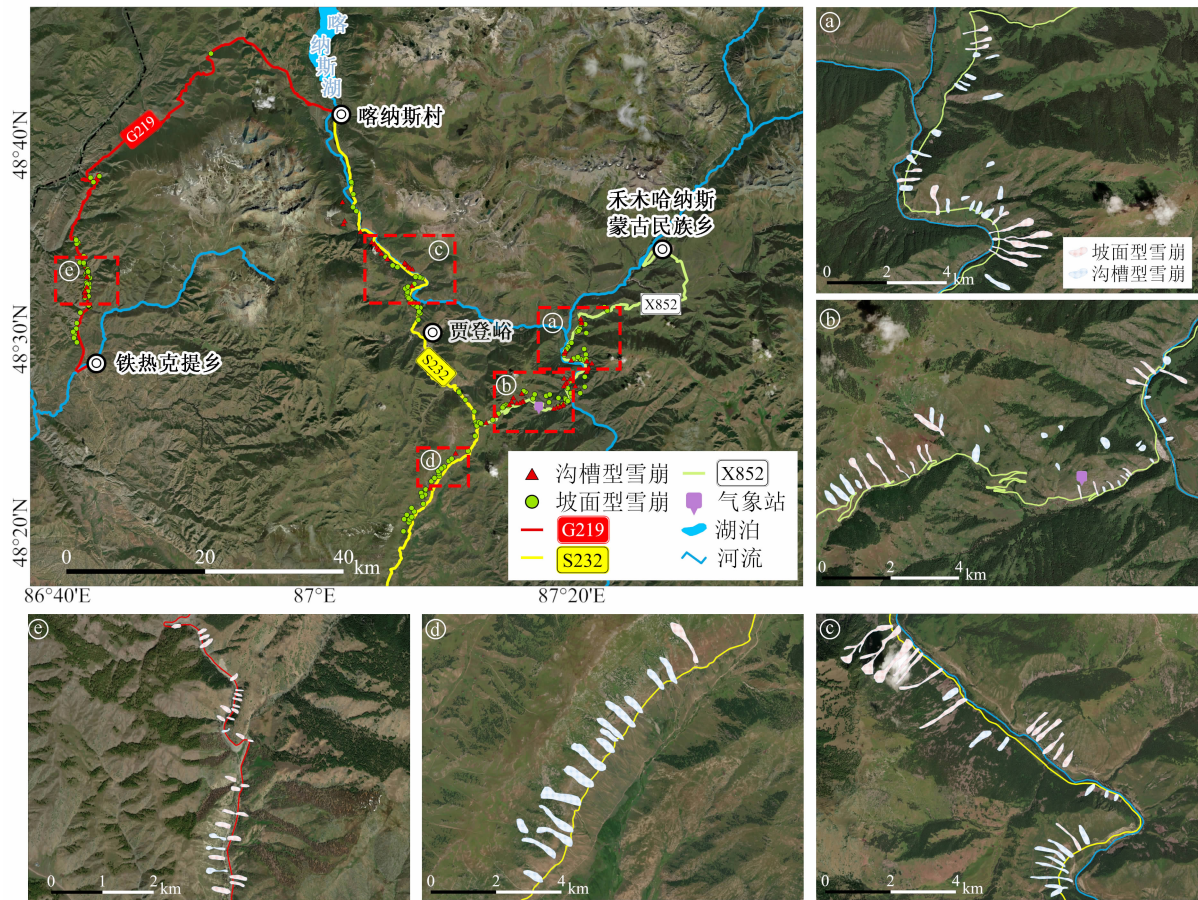 喀
纳
斯
湖
喀纳斯村
G219
禾木哈纳斯
蒙古民族乡
X852
ⓒ
ⓔ
ⓐ
贾登峪
铁热克提乡
S232
ⓑ
ⓓ
沟槽型雪崩
X852
坡面型雪崩
气象站
G219
湖泊
S232
河流
0 20 40 km
48°40'N
48°30'N
48°20'N
86°40'E
87°E
87°20'E
ⓐ
坡面型雪崩
沟槽型雪崩
0 2 4 km
ⓑ
0 2 4 km
ⓔ
0 1 2 km
ⓓ
0 2 4 km
ⓒ
0 2 4 km